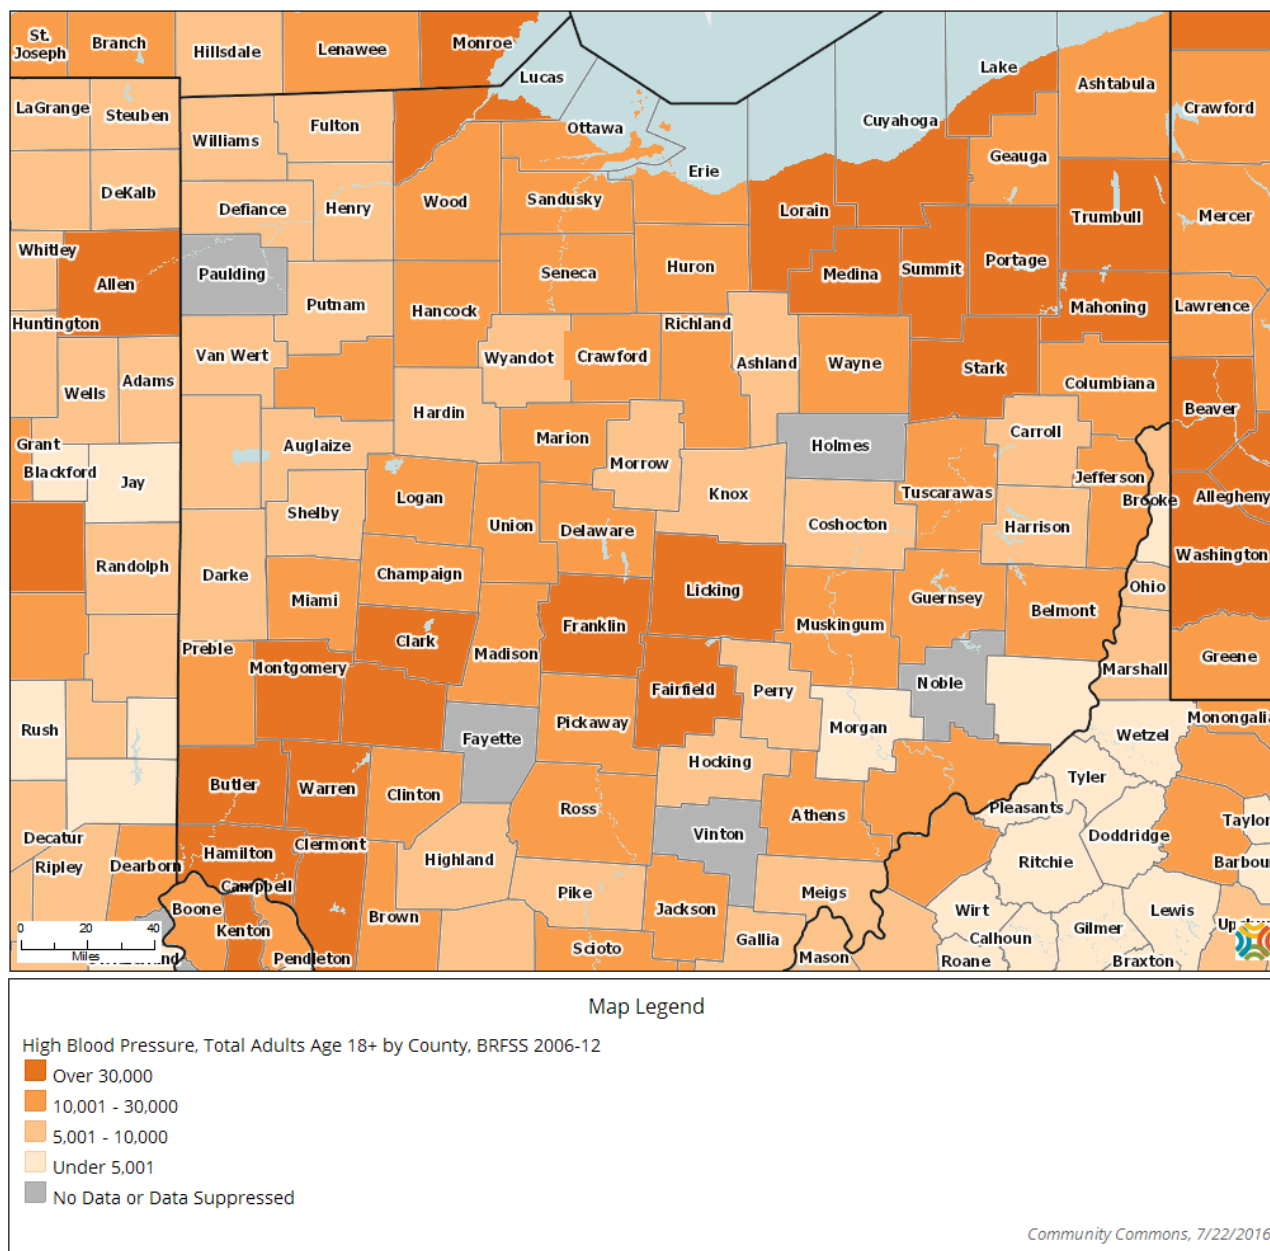 St.
Joseph
Branch
Hillsdale
Lenawee
Monroe
Lucas
Lake
Ashtabula
LaGrange
Steuben
Williams
Fulton
Ottawa
Cuyahoga
Crawford
Geauga
Erie
DeKalb
Defiance
Henry
Wood
Sandusky
Lorain
Trumbull
Mercer
Whitley
Allen
Paulding
Seneca
Huron
Medina
Summit
Portage
Huntington
Putnam
Hancock
Richland
Mahoning
Lawrence
Wells
Adams
Van Wert
Wyandot
Crawford
Ashland
Wayne
Stark
Columbiana
Beaver
Grant
Blackford
Jay
Auglaize
Hardin
Marion
Morrow
Holmes
Carroll
Jefferson
Brooke
Allegheny
Shelby
Logan
Union
Delaware
Knox
Coshocton
Tuscarawas
Harrison
Washington
Randolph
Darke
Miami
Champaign
Licking
Guernsey
Belmont
Ohio
Preble
Montgomery
Clark
Madison
Franklin
Muskingum
Marshall
Greene
Rush
Fayette
Pickaway
Fairfield
Perry
Morgan
Noble
Wetzel
Monongali
Butler
Warren
Clinton
Ross
Hocking
Athens
Tyler
Pleasants
Doddridge
Taylor
Decatur
Ripley
Dearborn
Hamilton
Clermont
Highland
Vinton
Ritchie
Barbou
Campbell
Boone
Kenton
Brown
Pike
Jackson
Meigs
Wirt
Lewis
Gilmer
Calhoun
Pendleton
Scioto
Gallia
Mason
Roane
Braxton
0 20 40
Miles
Map Legend
High Blood Pressure, Total Adults Age 18+ by County, BRFSS 2006-12
Over 30,000
10,001 - 30,000
5,001 - 10,000
Under 5,001
No Data or Data Suppressed
Community Commons, 7/22/2016